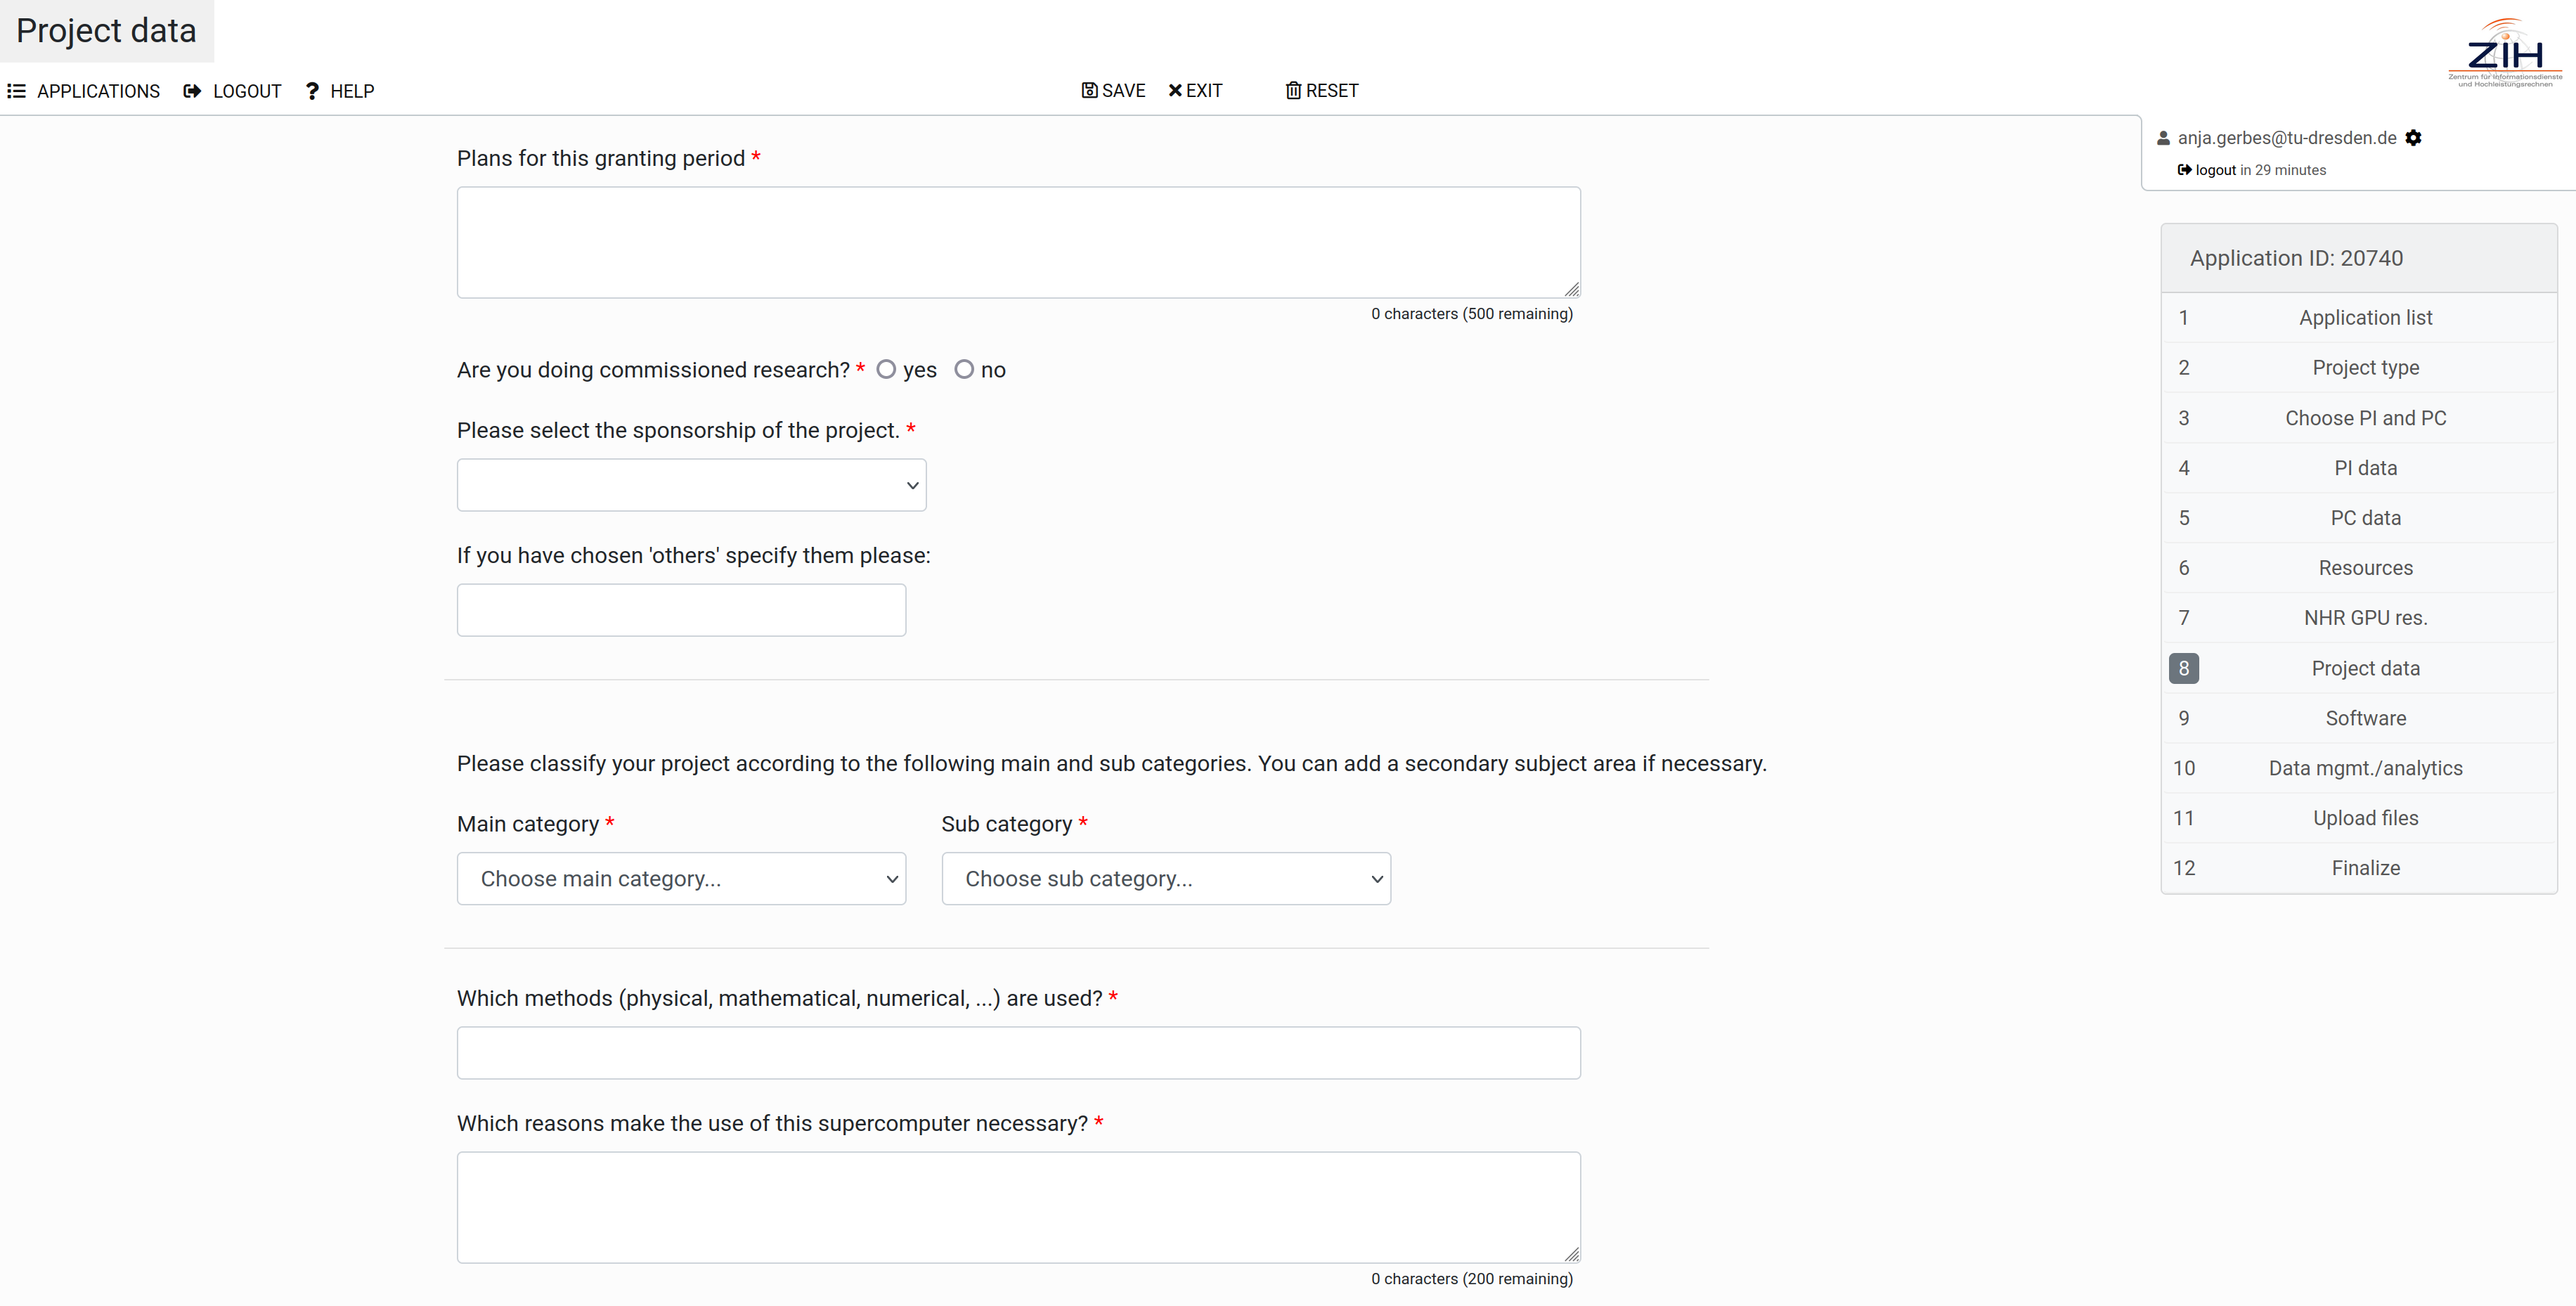 Project data
APPLICATIONS LOGOUT ? HELP
SAVE EXIT RESET
ZIH
Zentrum für Informationsdienste
und Hochleistungsrechnen
anja.gerbes@tu-dresden.de
logout in 29 minutes
Plans for this granting period *
0 characters (500 remaining)
Are you doing commissioned research? * yes no
Please select the sponsorship of the project. *
If you have chosen 'others' specify them please:
Please classify your project according to the following main and sub categories. You can add a secondary subject area if necessary.
Main category * Sub category *
Choose main category... Choose sub category...
Which methods (physical, mathematical, numerical, ...) are used? *
Which reasons make the use of this supercomputer necessary? *
0 characters (200 remaining)
Application ID: 20740
1 Application list
2 Project type
3 Choose PI and PC
4 PI data
5 PC data
6 Resources
7 NHR GPU res.
8 Project data
9 Software
10 Data mgmt./analytics
11 Upload files
12 Finalize